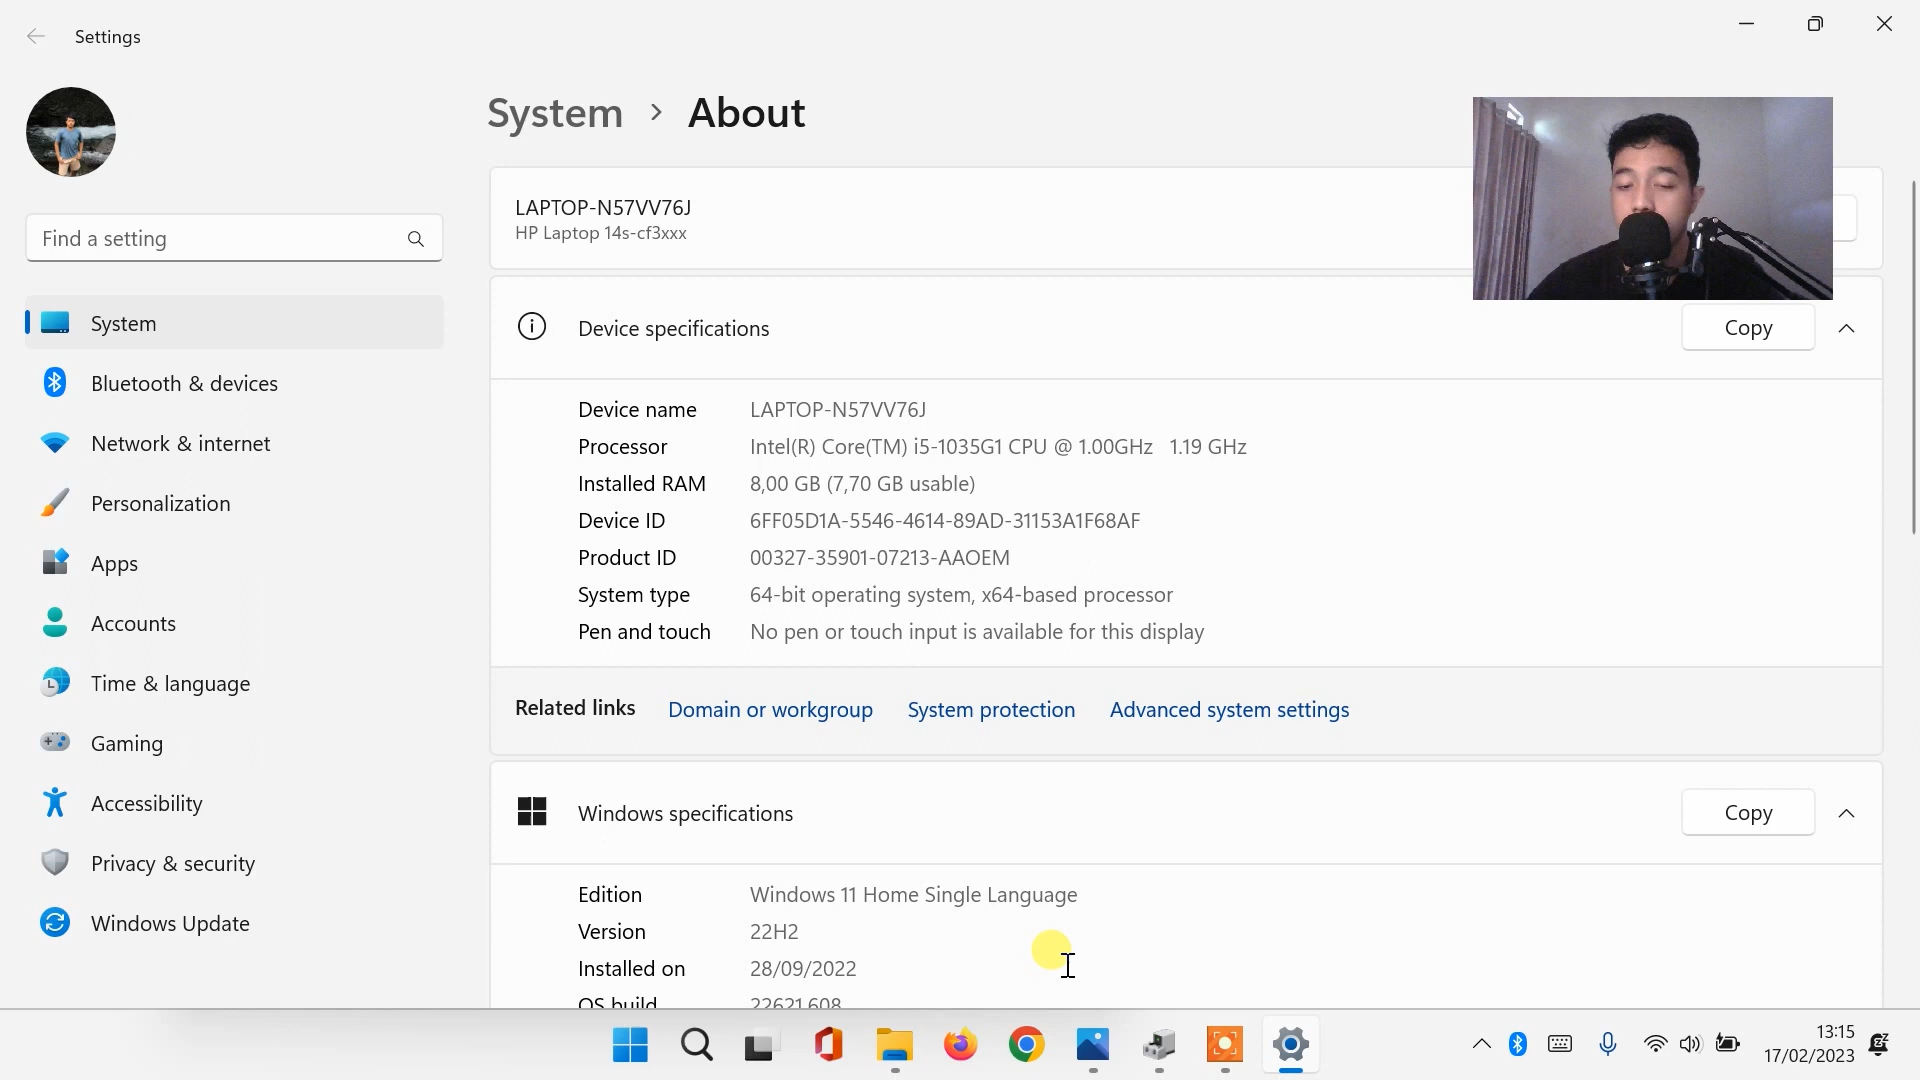 Settings
System > About
LAPTOP-N57VV76J
HP Laptop 14s-cf3xxx
Find a setting
System
Bluetooth & devices
Network & internet
Personalization
Apps
Accounts
Time & language
Gaming
Accessibility
Privacy & security
Windows Update
Device specifications
Copy
Device name LAPTOP-N57VV76J
Processor Intel(R) Core(TM) i5-1035G1 CPU @ 1.00GHz 1.19 GHz
Installed RAM 8,00 GB (7,70 GB usable)
Device ID 6FF05D1A-5546-4614-89AD-31153A1F68AF
Product ID 00327-35901-07213-AAOEM
System type 64-bit operating system, x64-based processor
Pen and touch No pen or touch input is available for this display
Related links Domain or workgroup System protection Advanced system settings
Windows specifications
Copy
Edition Windows 11 Home Single Language
Version 22H2
Installed on 28/09/2022
OS build 22621.608
13:15
17/02/2023